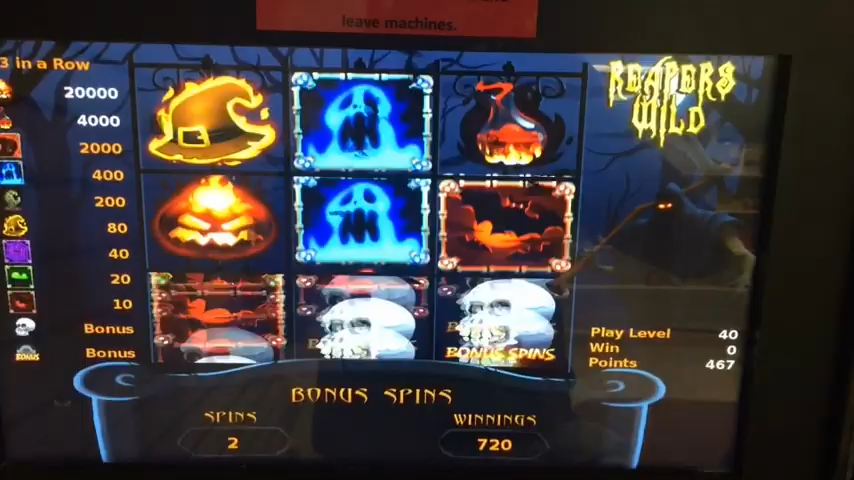 leave machines.
3 in a Row
20000
4000
2000
400
200
80
40
20
10
Bonus
Bonus
BONUS
REAPERS
WILD
BONUS SPINS
Play Level 40
Win 0
Points 467
BONUS SPINS
SPINS
2
WINNINGS
720